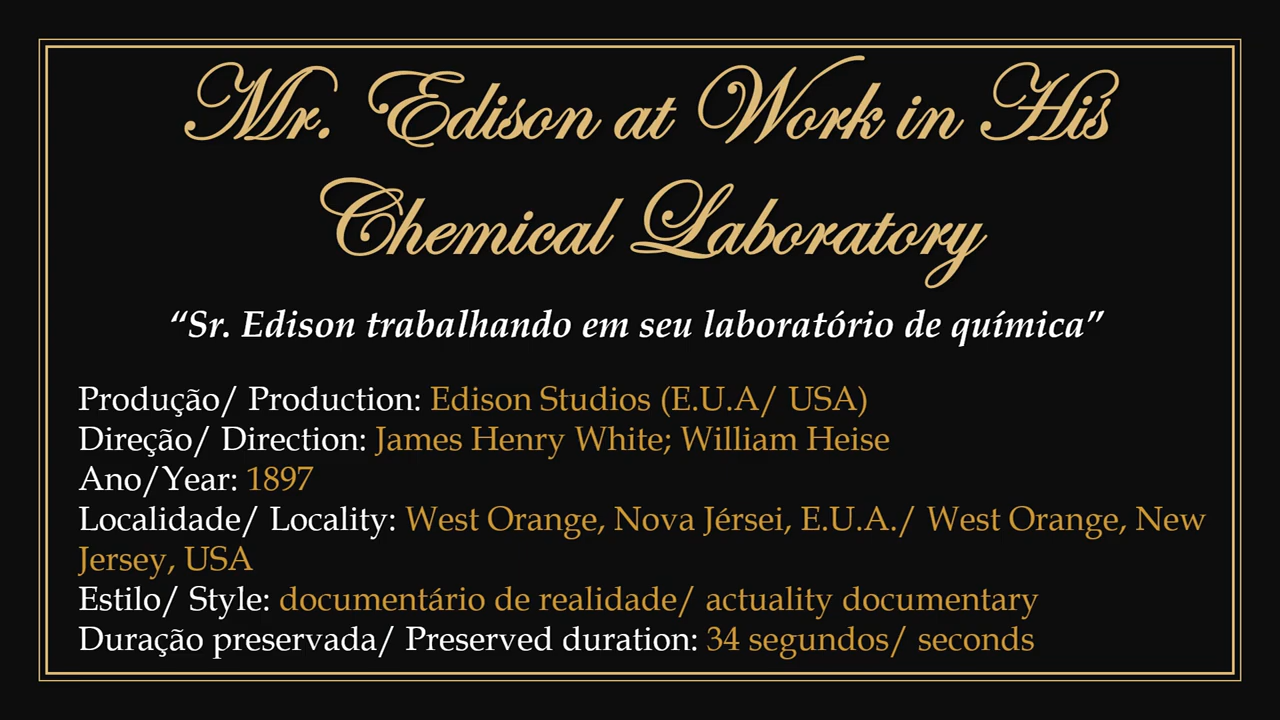 Mr. Edison at Work in His
Chemical Laboratory
“Sr. Edison trabalhando em seu laboratório de química”
Produção/ Production: Edison Studios (E.U.A/ USA)
Direção/ Direction: James Henry White; William Heise
Ano/Year: 1897
Localidade/ Locality: West Orange, Nova Jérsei, E.U.A./ West Orange, New
Jersey, USA
Estilo/ Style: documentário de realidade/ actuality documentary
Duração preservada/ Preserved duration: 34 segundos/ seconds